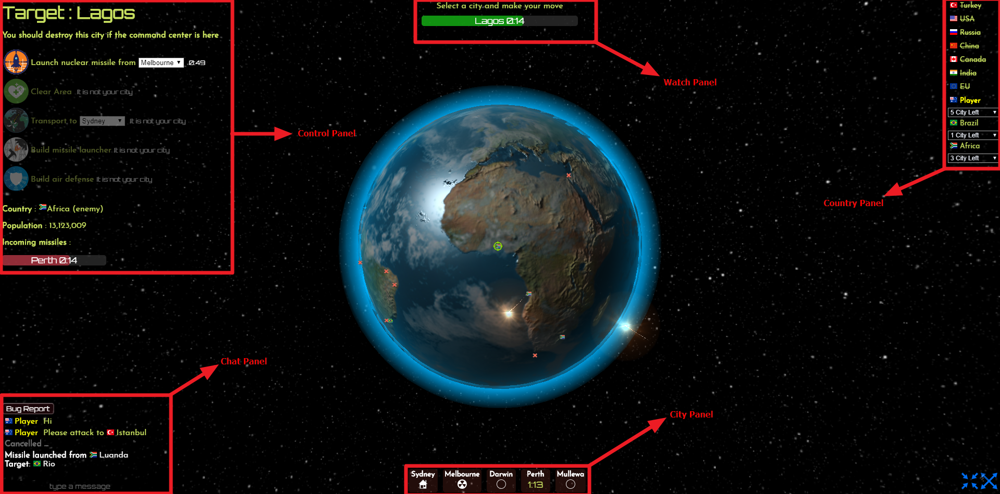 Target : Lagos
You should destroy this city if the command center is here
Launch nuclear missile from Melbourne 0:49
Clear Area It is not your city
Transport to Sydney It is not your city
Build missile launcher It is not your city
Build air defense It is not your city
Country : Africa (enemy)
Population : 13,123,009
Incoming missiles :
Perth 0:14
Control Panel
Select a city and make your move
Lagos 0:14
Watch Panel
Turkey
USA
Russia
China
Canada
India
EU
Player
5 City Left
Brazil
1 City Left
Africa
3 City Left
Country Panel
Chat Panel
Bug Report
Player Hi
Player Please attack to Istanbul
Cancelled ...
Missile launched from Luanda
Target: Rio
type a message
City Panel
Sydney Melbourne Darwin Perth Mullewa
1:13